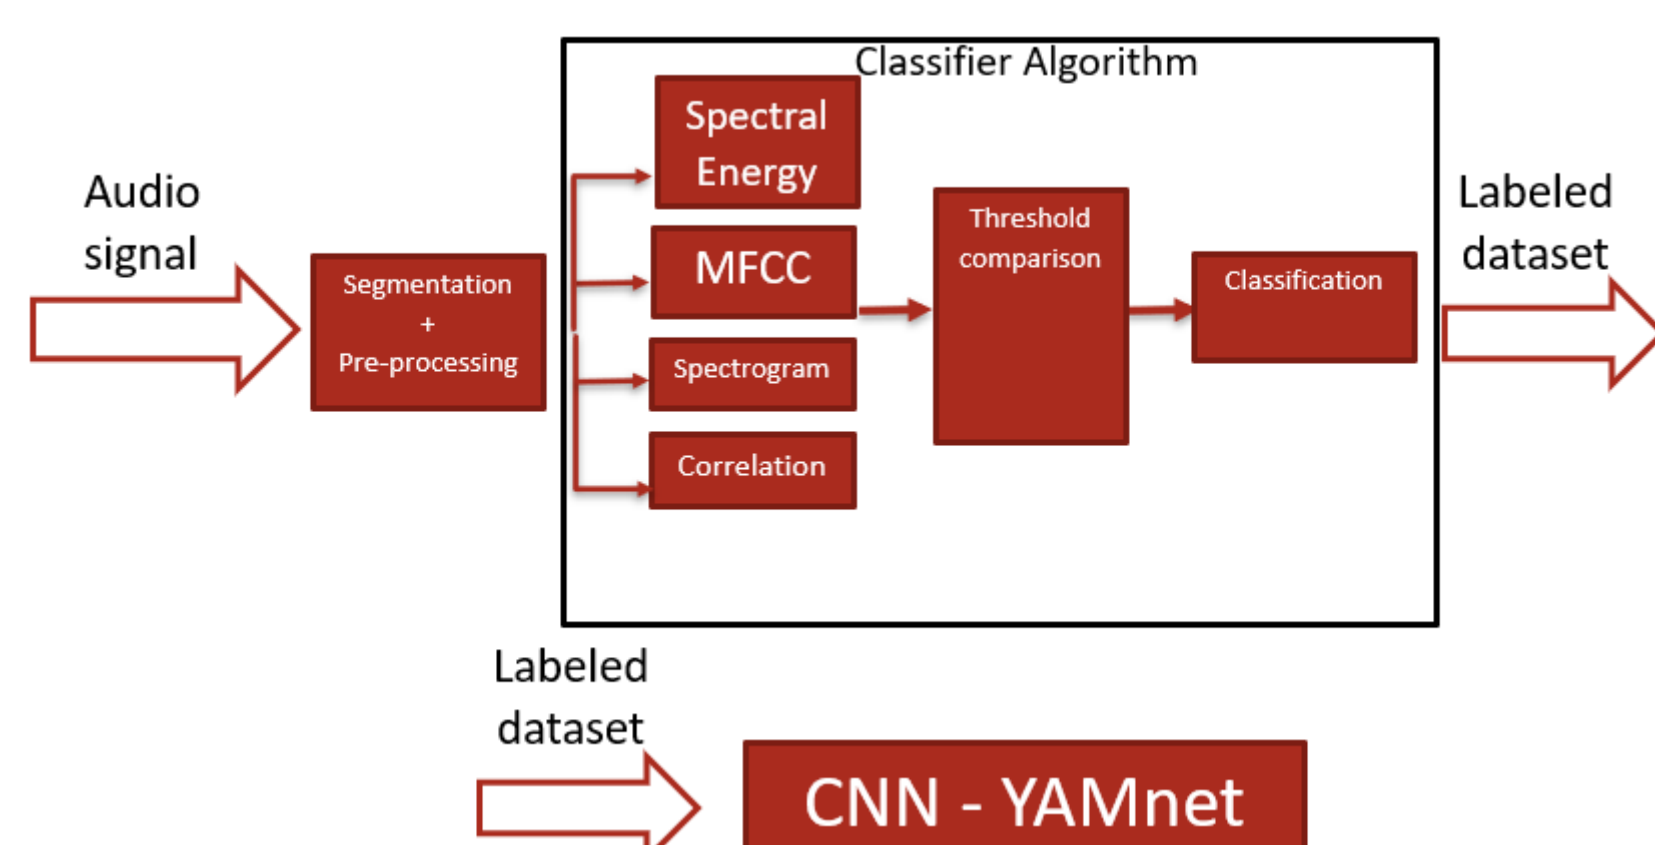 Classifier Algorithm
Audio
signal
Segmentation
+
Pre-processing
Spectral
Energy
MFCC
Spectrogram
Correlation
Threshold
comparison
Classification
Labeled
dataset
Labeled
dataset
CNN - YAMnet